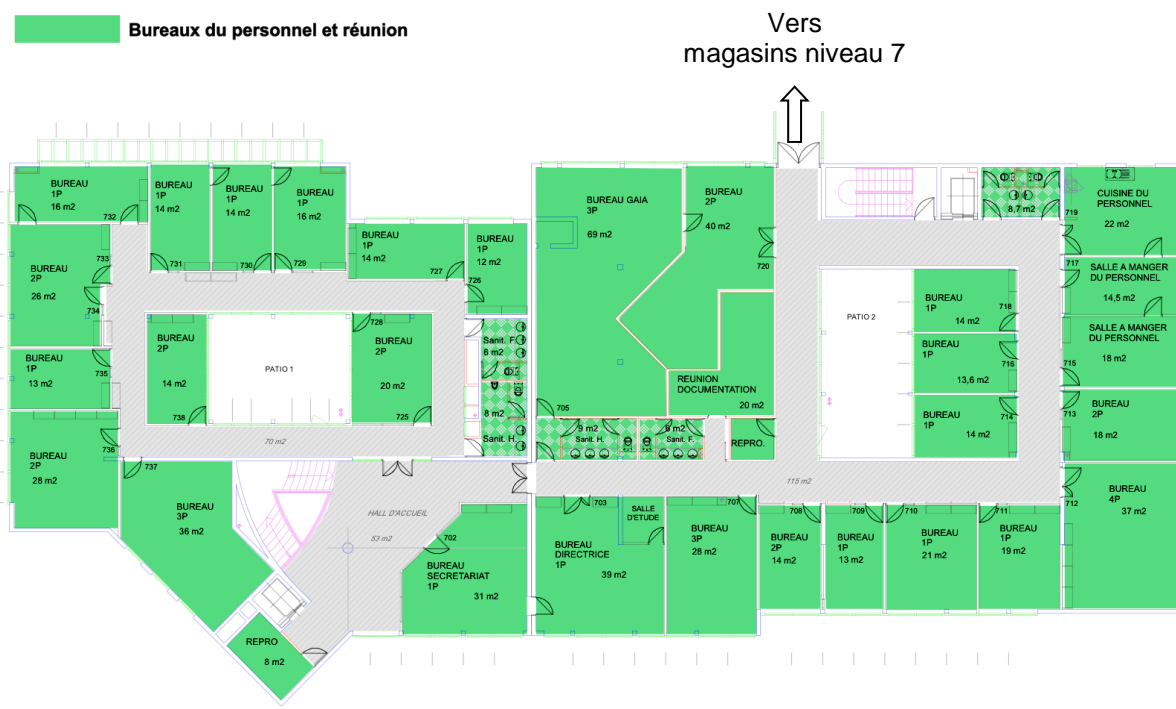 Bureaux du personnel et réunion
Vers
magasins niveau 7
BUREAU
1P
16 m2
732
BUREAU
1P
14 m2
731
BUREAU
1P
14 m2
730
BUREAU
1P
16 m2
729
BUREAU
1P
14 m2
727
BUREAU
1P
12 m2
726
BUREAU GAIA
3P
69 m2
705
BUREAU
2P
40 m2
720
8,7 m2
CUISINE DU
PERSONNEL
22 m2
719
717
SALLE A MANGER
DU PERSONNEL
14,5 m2
SALLE A MANGER
DU PERSONNEL
18 m2
715
733
BUREAU
2P
26 m2
734
BUREAU
1P
13 m2
735
BUREAU
2P
28 m2
736
BUREAU
2P
14 m2
738
PATIO 1
728
BUREAU
2P
20 m2
725
Sanit. F.
6 m2
8 m2
Sanit. H.
70 m2
REUNION
DOCUMENTATION
20 m2
9 m2
Sanit. H.
6 m2
Sanit. F.
REPRO.
PATIO 2
BUREAU
1P
718
14 m2
BUREAU
1P
716
13,6 m2
BUREAU
1P
714
14 m2
713
BUREAU
2P
18 m2
BUREAU
4P
37 m2
712
115 m2
737
BUREAU
3P
36 m2
HALL D'ACCUEIL
53 m2
702
BUREAU
SECRETARIAT
1P
31 m2
REPRO
8 m2
703
BUREAU
DIRECTRICE
1P
39 m2
SALLE
D'ETUDE
707
BUREAU
3P
28 m2
708
BUREAU
2P
14 m2
709
BUREAU
1P
13 m2
710
BUREAU
1P
21 m2
711
BUREAU
1P
19 m2